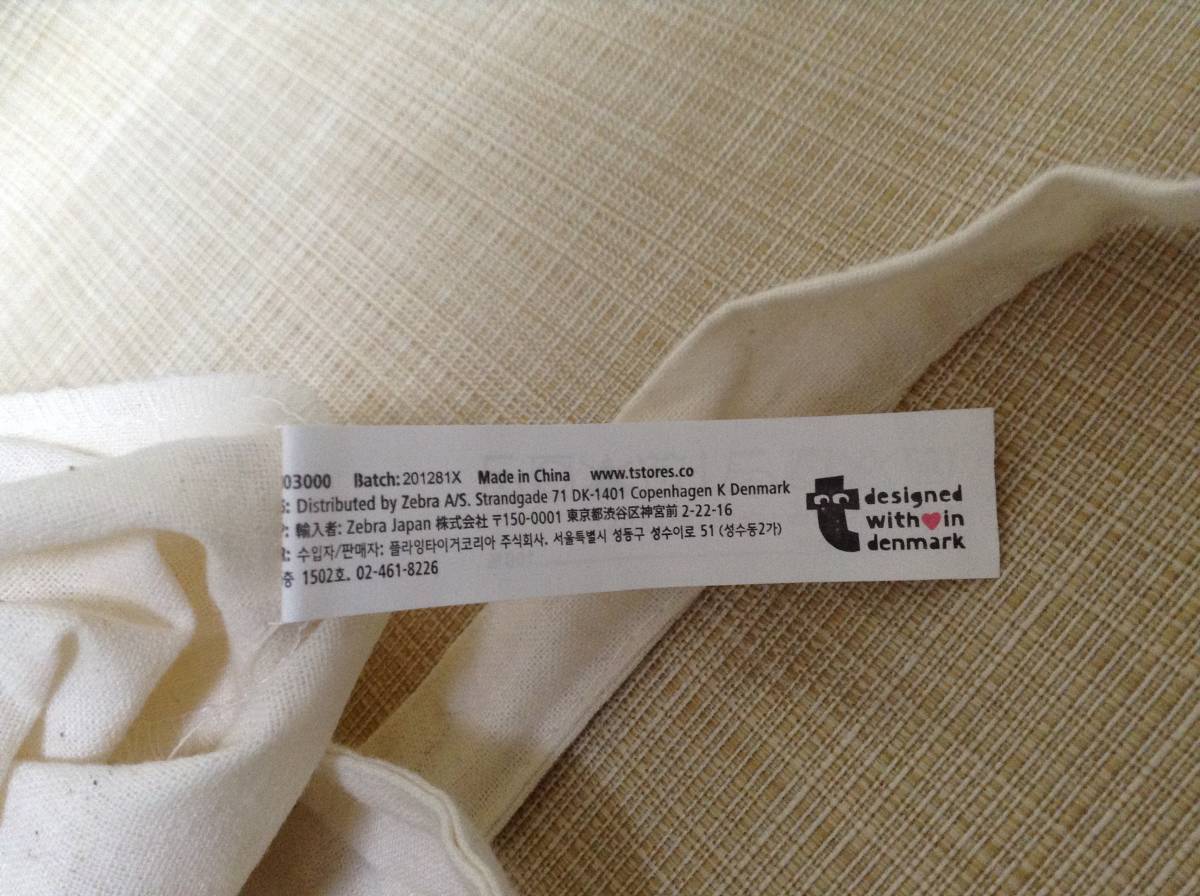 03000 Batch: 201281X Made in China www.tstores.co
: Distributed by Zebra A/S. Strandgade 71 DK-1401 Copenhagen K Denmark
: 輸入者: Zebra Japan 株式会社 〒150-0001 東京都渋谷区神宮前 2-22-16
: 수입자/판매자: 플라잉타이거코리아 주식회사. 서울특별시 성동구 성수이로 51 (성수동2가)
층 1502호. 02-461-8226
t designed
with♥in
denmark